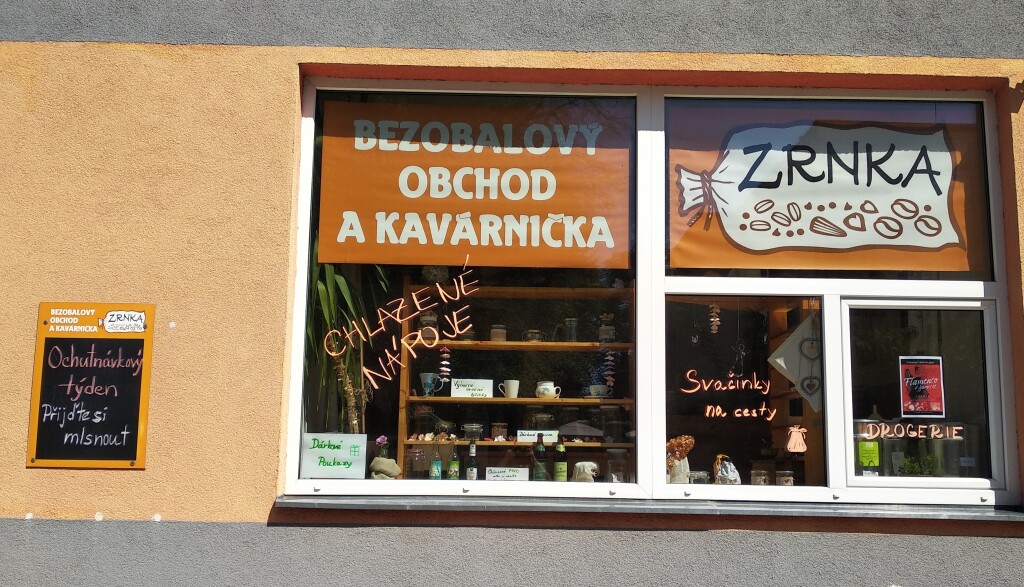 BEZOBALOVÝ
OBCHOD
A KAVÁRNIČKA
ZRNKA
CHLAZENÉ
NÁPOJE
Svačinky
na cesty
DROGERIE
Flamenco
Dárkové
Poukazy
BEZOBALOVÝ
OBCHOD
A KAVÁRNIČKA
ZRNKA
Ochutnávkový
týden
Přijďte si
mlsnout